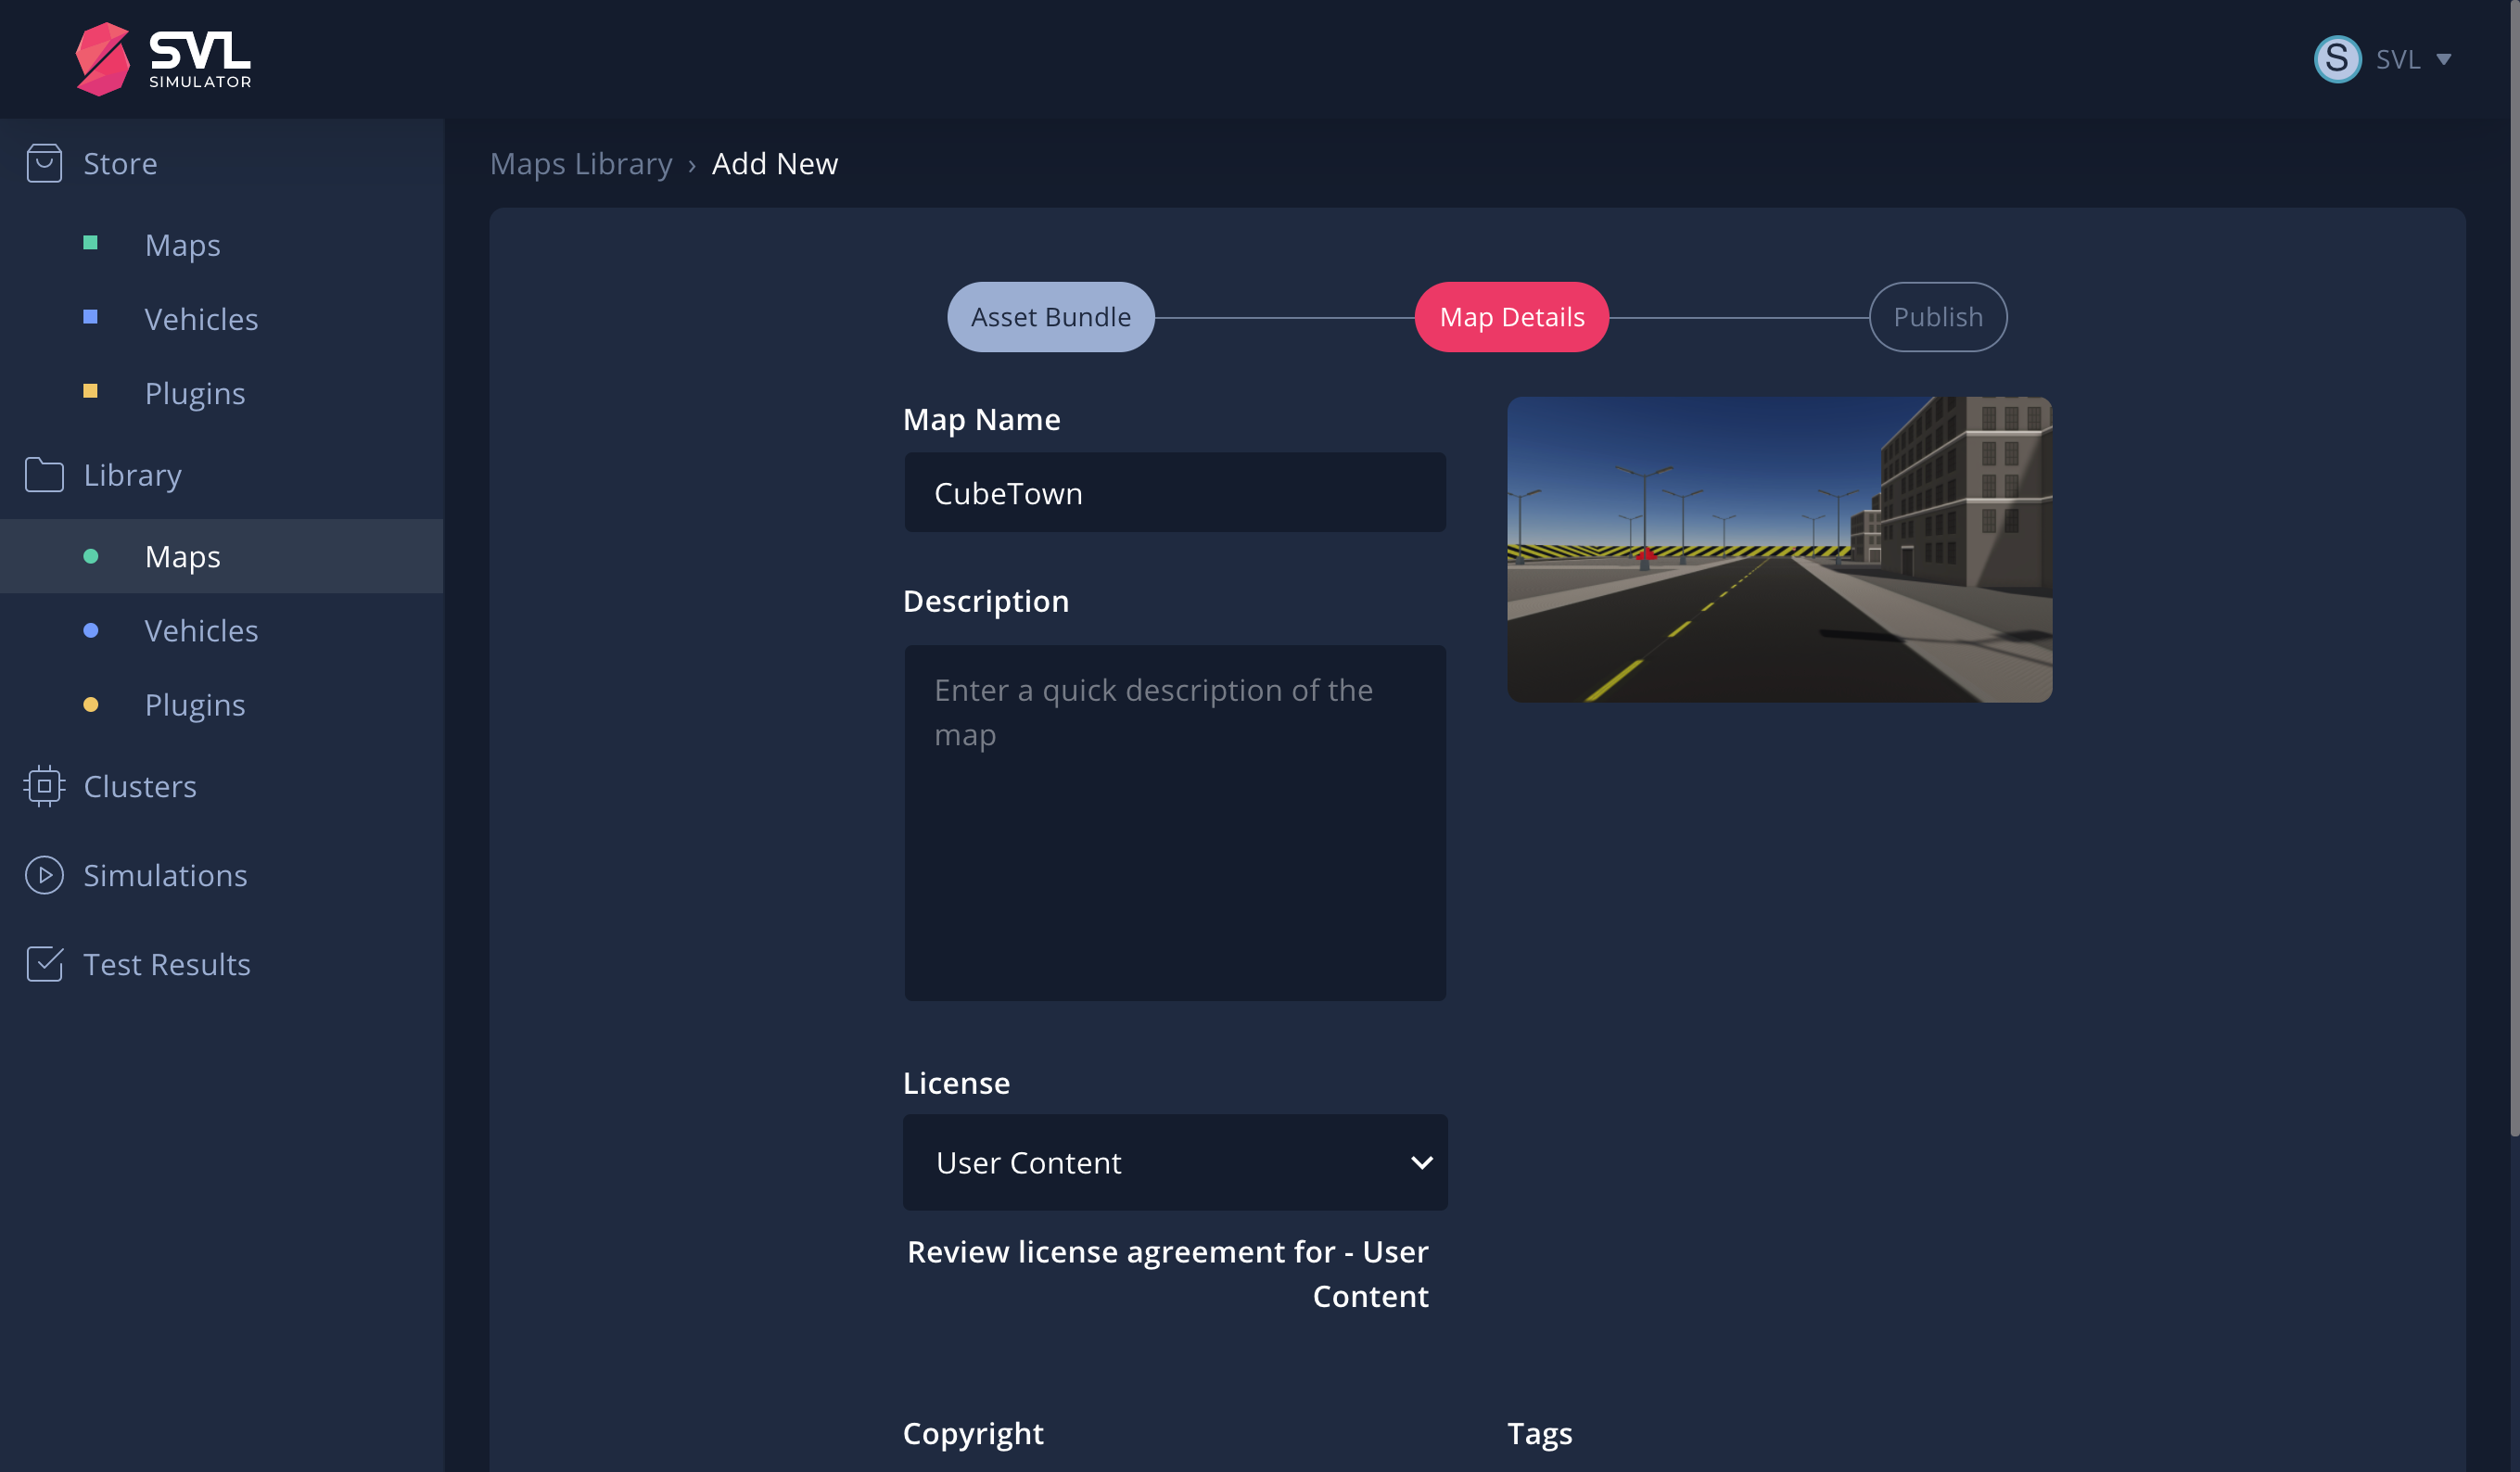 SVL
SIMULATOR
S SVL
Store
Maps
Vehicles
Plugins
Library
Maps
Vehicles
Plugins
Clusters
Simulations
Test Results
Maps Library › Add New
Asset Bundle
Map Details
Publish
Map Name
CubeTown
Description
Enter a quick description of the
map
License
User Content
Review license agreement for - User
Content
Copyright
Tags